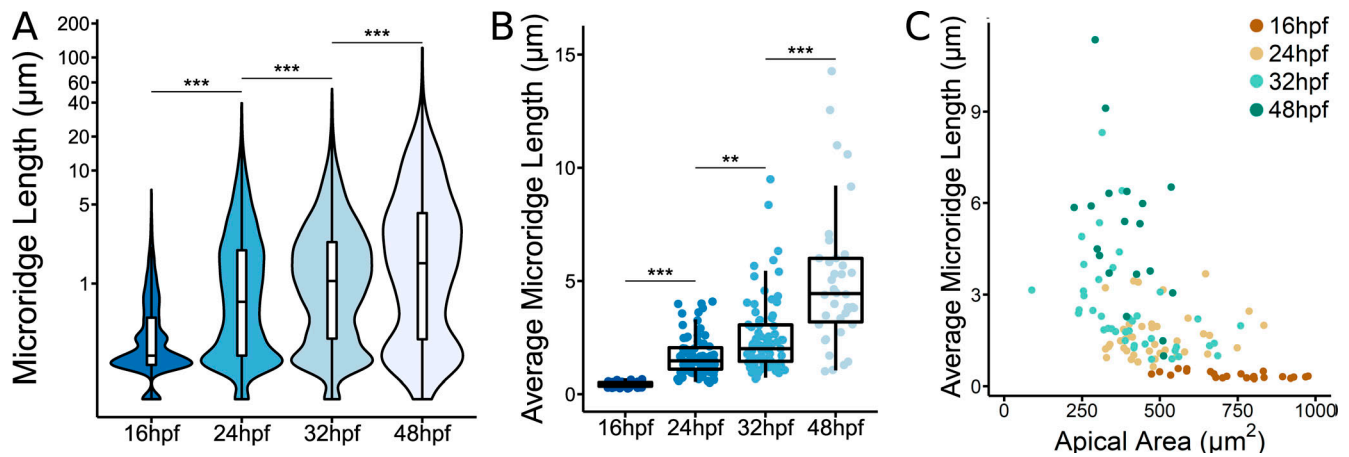 A
Microridge Length (μm)
200
100
60
40
20
10
5
1
***
***
***
16hpf
24hpf
32hpf
48hpf
B
Average Microridge Length (μm)
15
10
5
0
***
**
***
16hpf
24hpf
32hpf
48hpf
C
Average Microridge Length (μm)
9
6
3
0
0
250
500
750
1000
Apical Area (μm²)
16hpf
24hpf
32hpf
48hpf